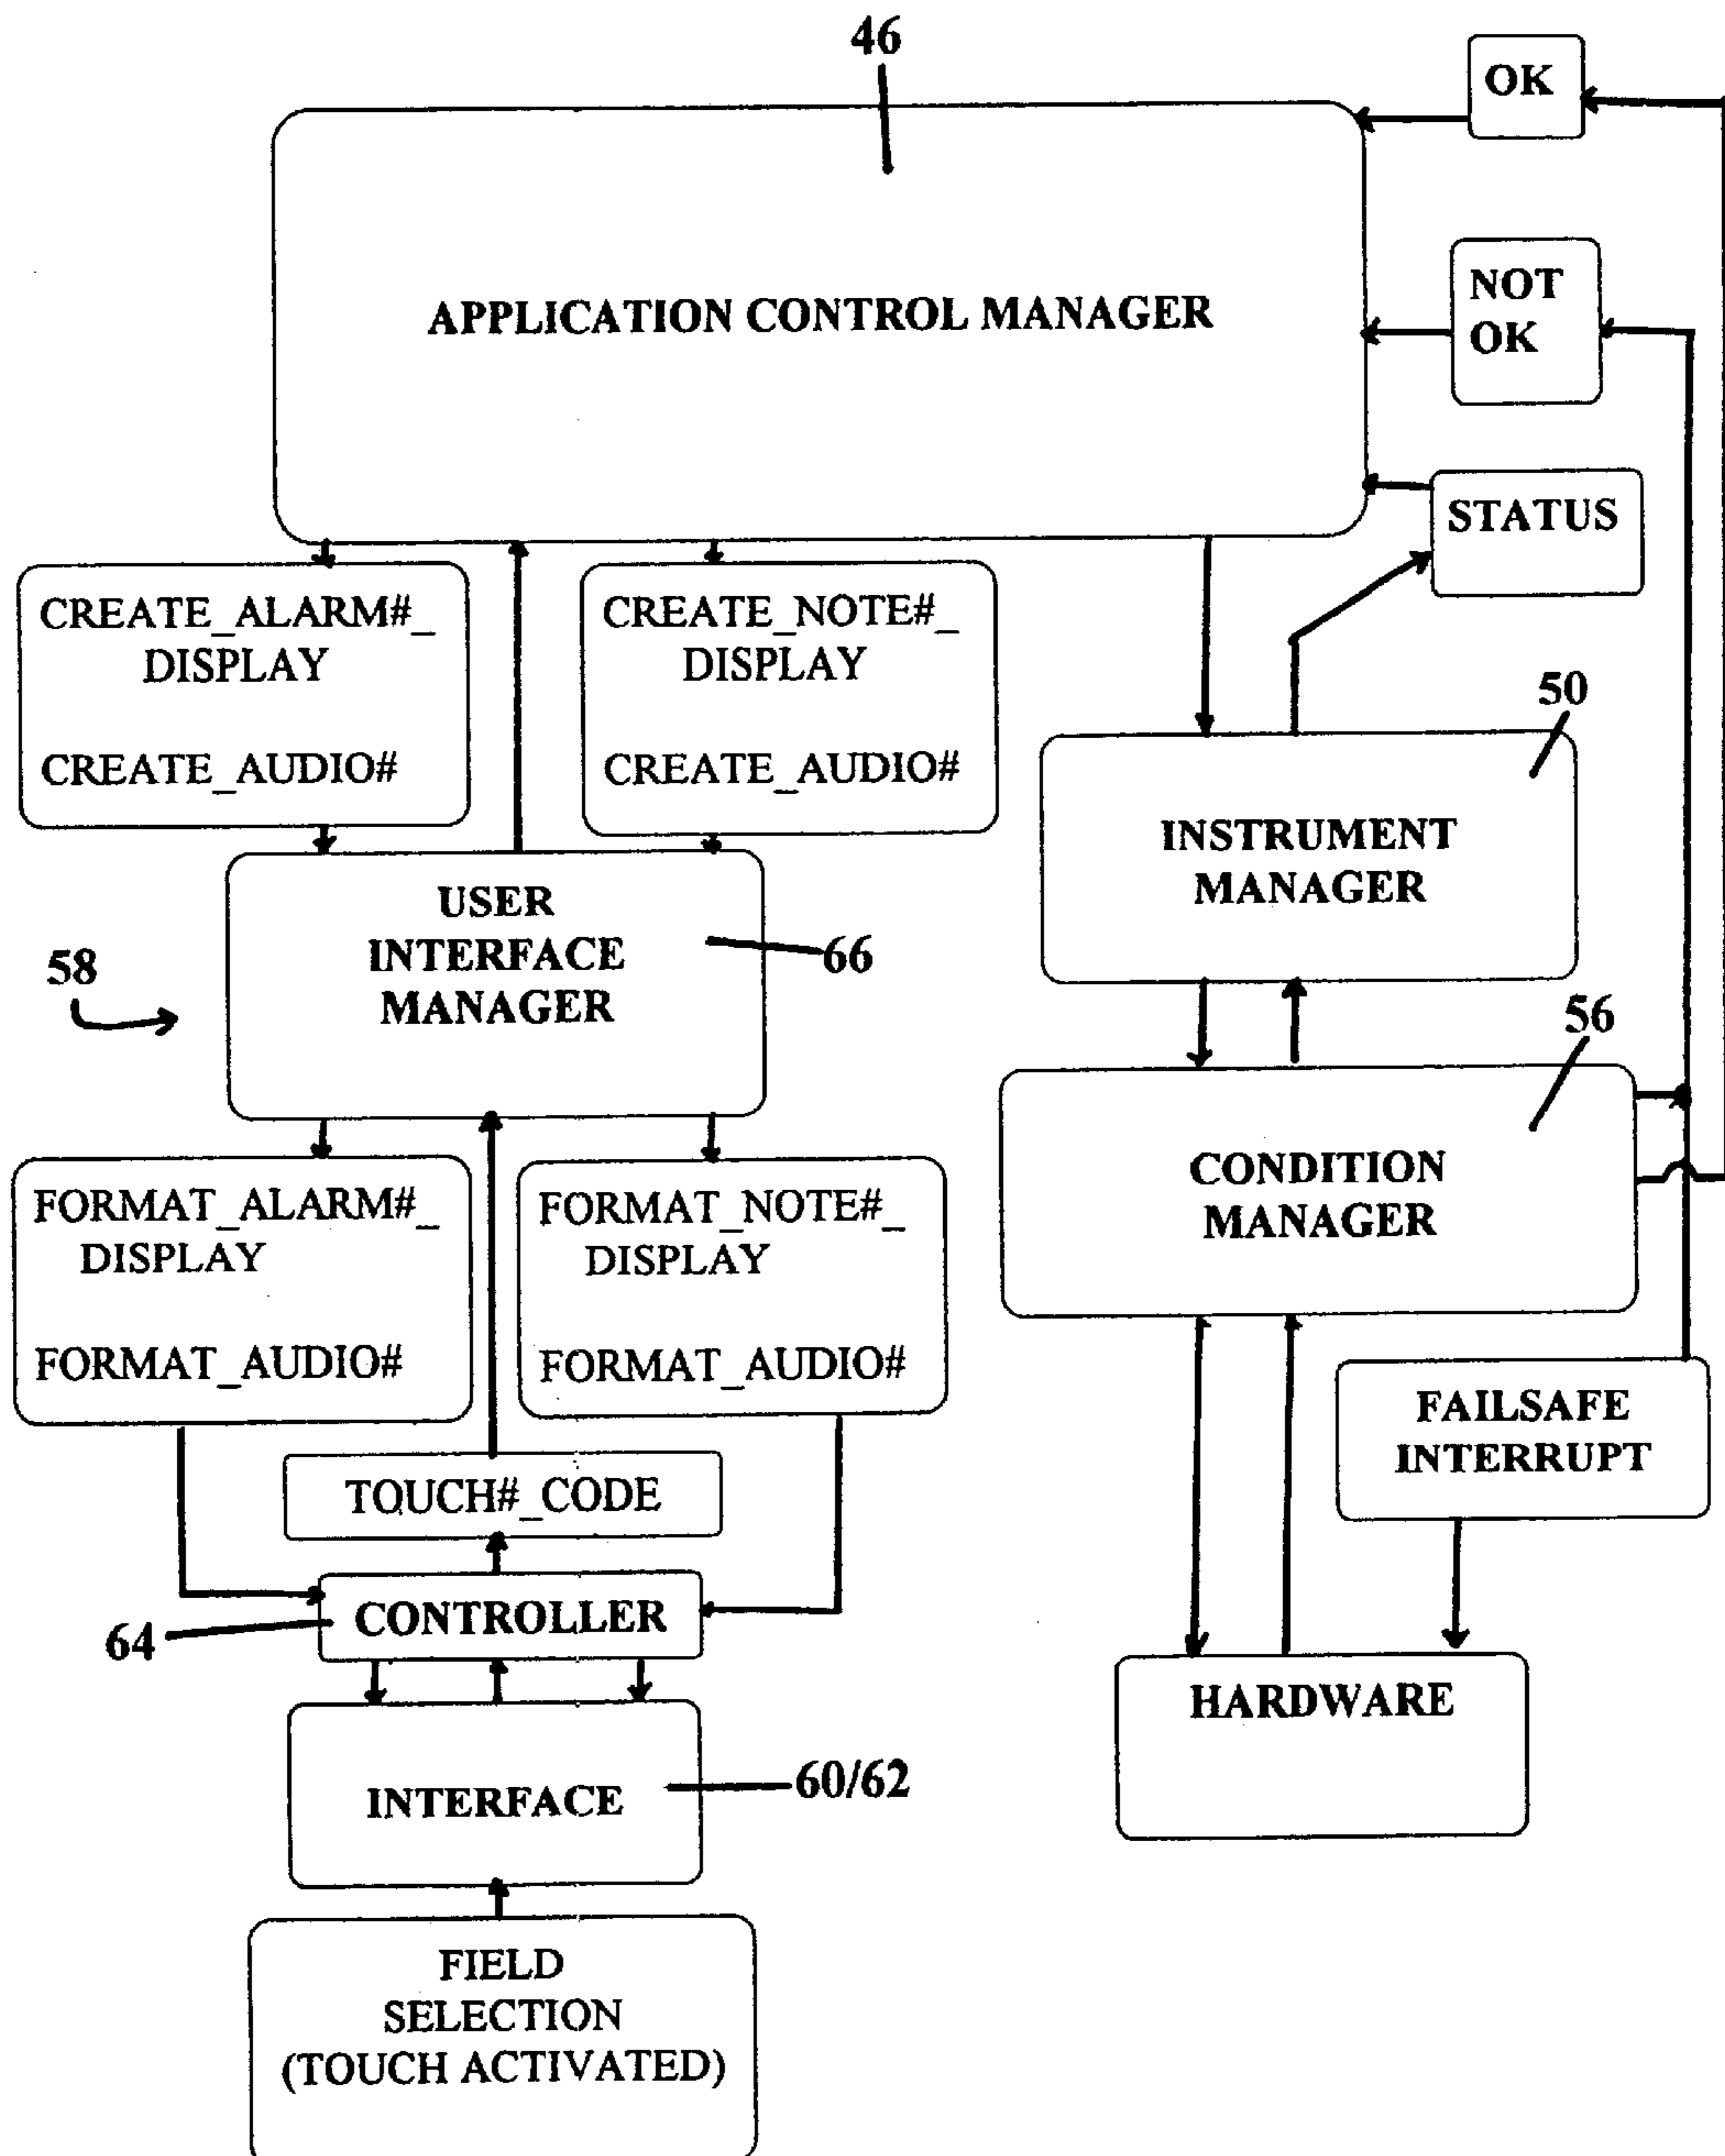 46
OK
APPLICATION CONTROL MANAGER
NOT
OK
STATUS
CREATE_ALARM#_
DISPLAY
CREATE_AUDIO#
CREATE_NOTE#_
DISPLAY
CREATE_AUDIO#
50
INSTRUMENT
MANAGER
USER
INTERFACE
MANAGER
66
58
56
CONDITION
MANAGER
FORMAT_ALARM#_
DISPLAY
FORMAT_AUDIO#
FORMAT_NOTE#_
DISPLAY
FORMAT_AUDIO#
FAILSAFE
INTERRUPT
TOUCH#_CODE
CONTROLLER
64
HARDWARE
INTERFACE
60/62
FIELD
SELECTION
(TOUCH ACTIVATED)